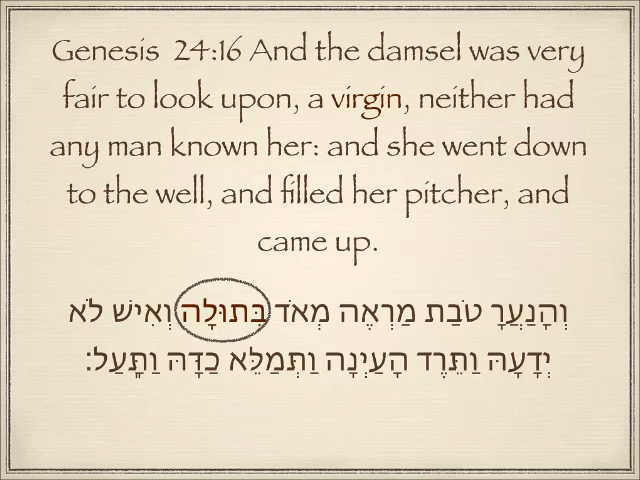 Genesis 24:16 And the damsel was very
fair to look upon, a virgin, neither had
any man known her: and she went down
to the well, and filled her pitcher, and
came up.
וְהַֽנַּעֲרָ טֹבַת מַרְאֶה מְאֹד בְּתוּלָה וְאִישׁ לֹא
יְדָעָהּ וַתֵּרֶד הָעַיְנָה וַתְּמַלֵּא כַדָּהּ וַתָּעַל׃